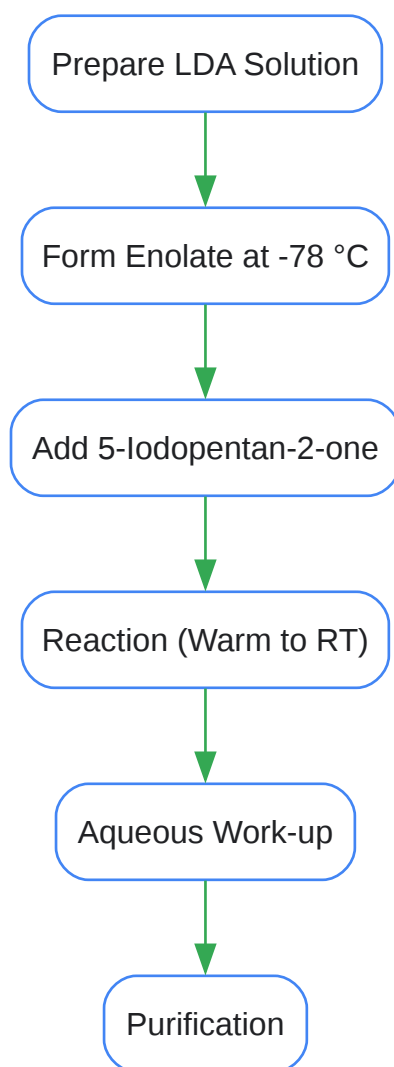 Prepare LDA Solution
Form Enolate at -78 °C
Add 5-Iodopentan-2-one
Reaction (Warm to RT)
Aqueous Work-up
Purification